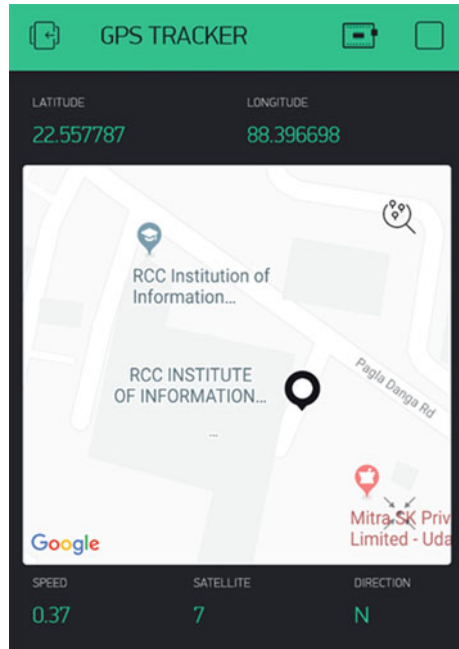 GPS TRACKER
LATITUDE LONGITUDE
22.557787 88.396698
RCC Institution of
Information...
RCC INSTITUTE
OF INFORMATION...
...
Pagla Danga Rd
Mitra SK Priv
Limited - Uda
Google
SPEED SATELLITE DIRECTION
0.37 7 N